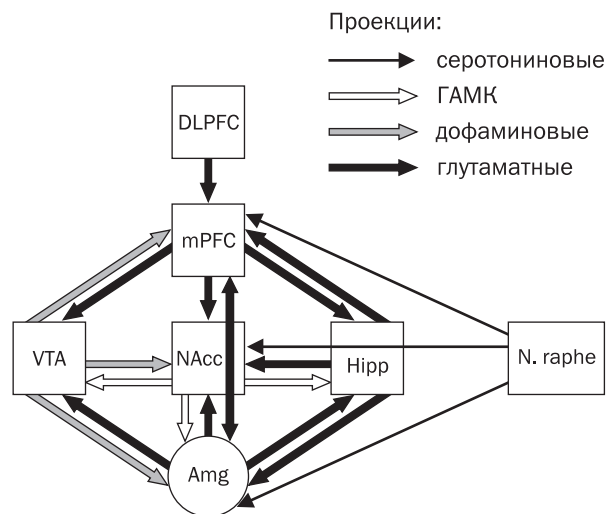 Проекции:
серотониновые
ГАМК
дофаминовые
глутаматные
DLPFC
mPFC
VTA
NAcc
Hipp
N. raphe
Amg